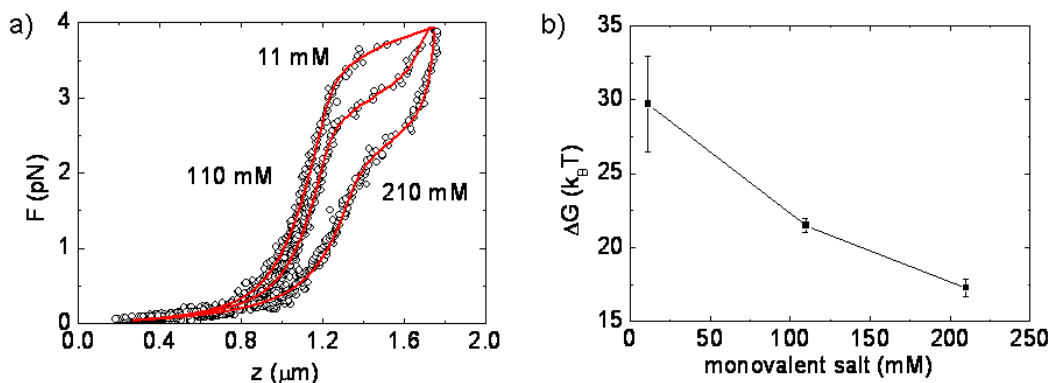 a)
F (pN)
4
3
2
1
0
11 mM
110 mM
210 mM
0.0 0.4 0.8 1.2 1.6 2.0
z (μm)
b)
ΔG (k_BT)
35
30
25
20
15
0 50 100 150 200 250
monovalent salt (mM)